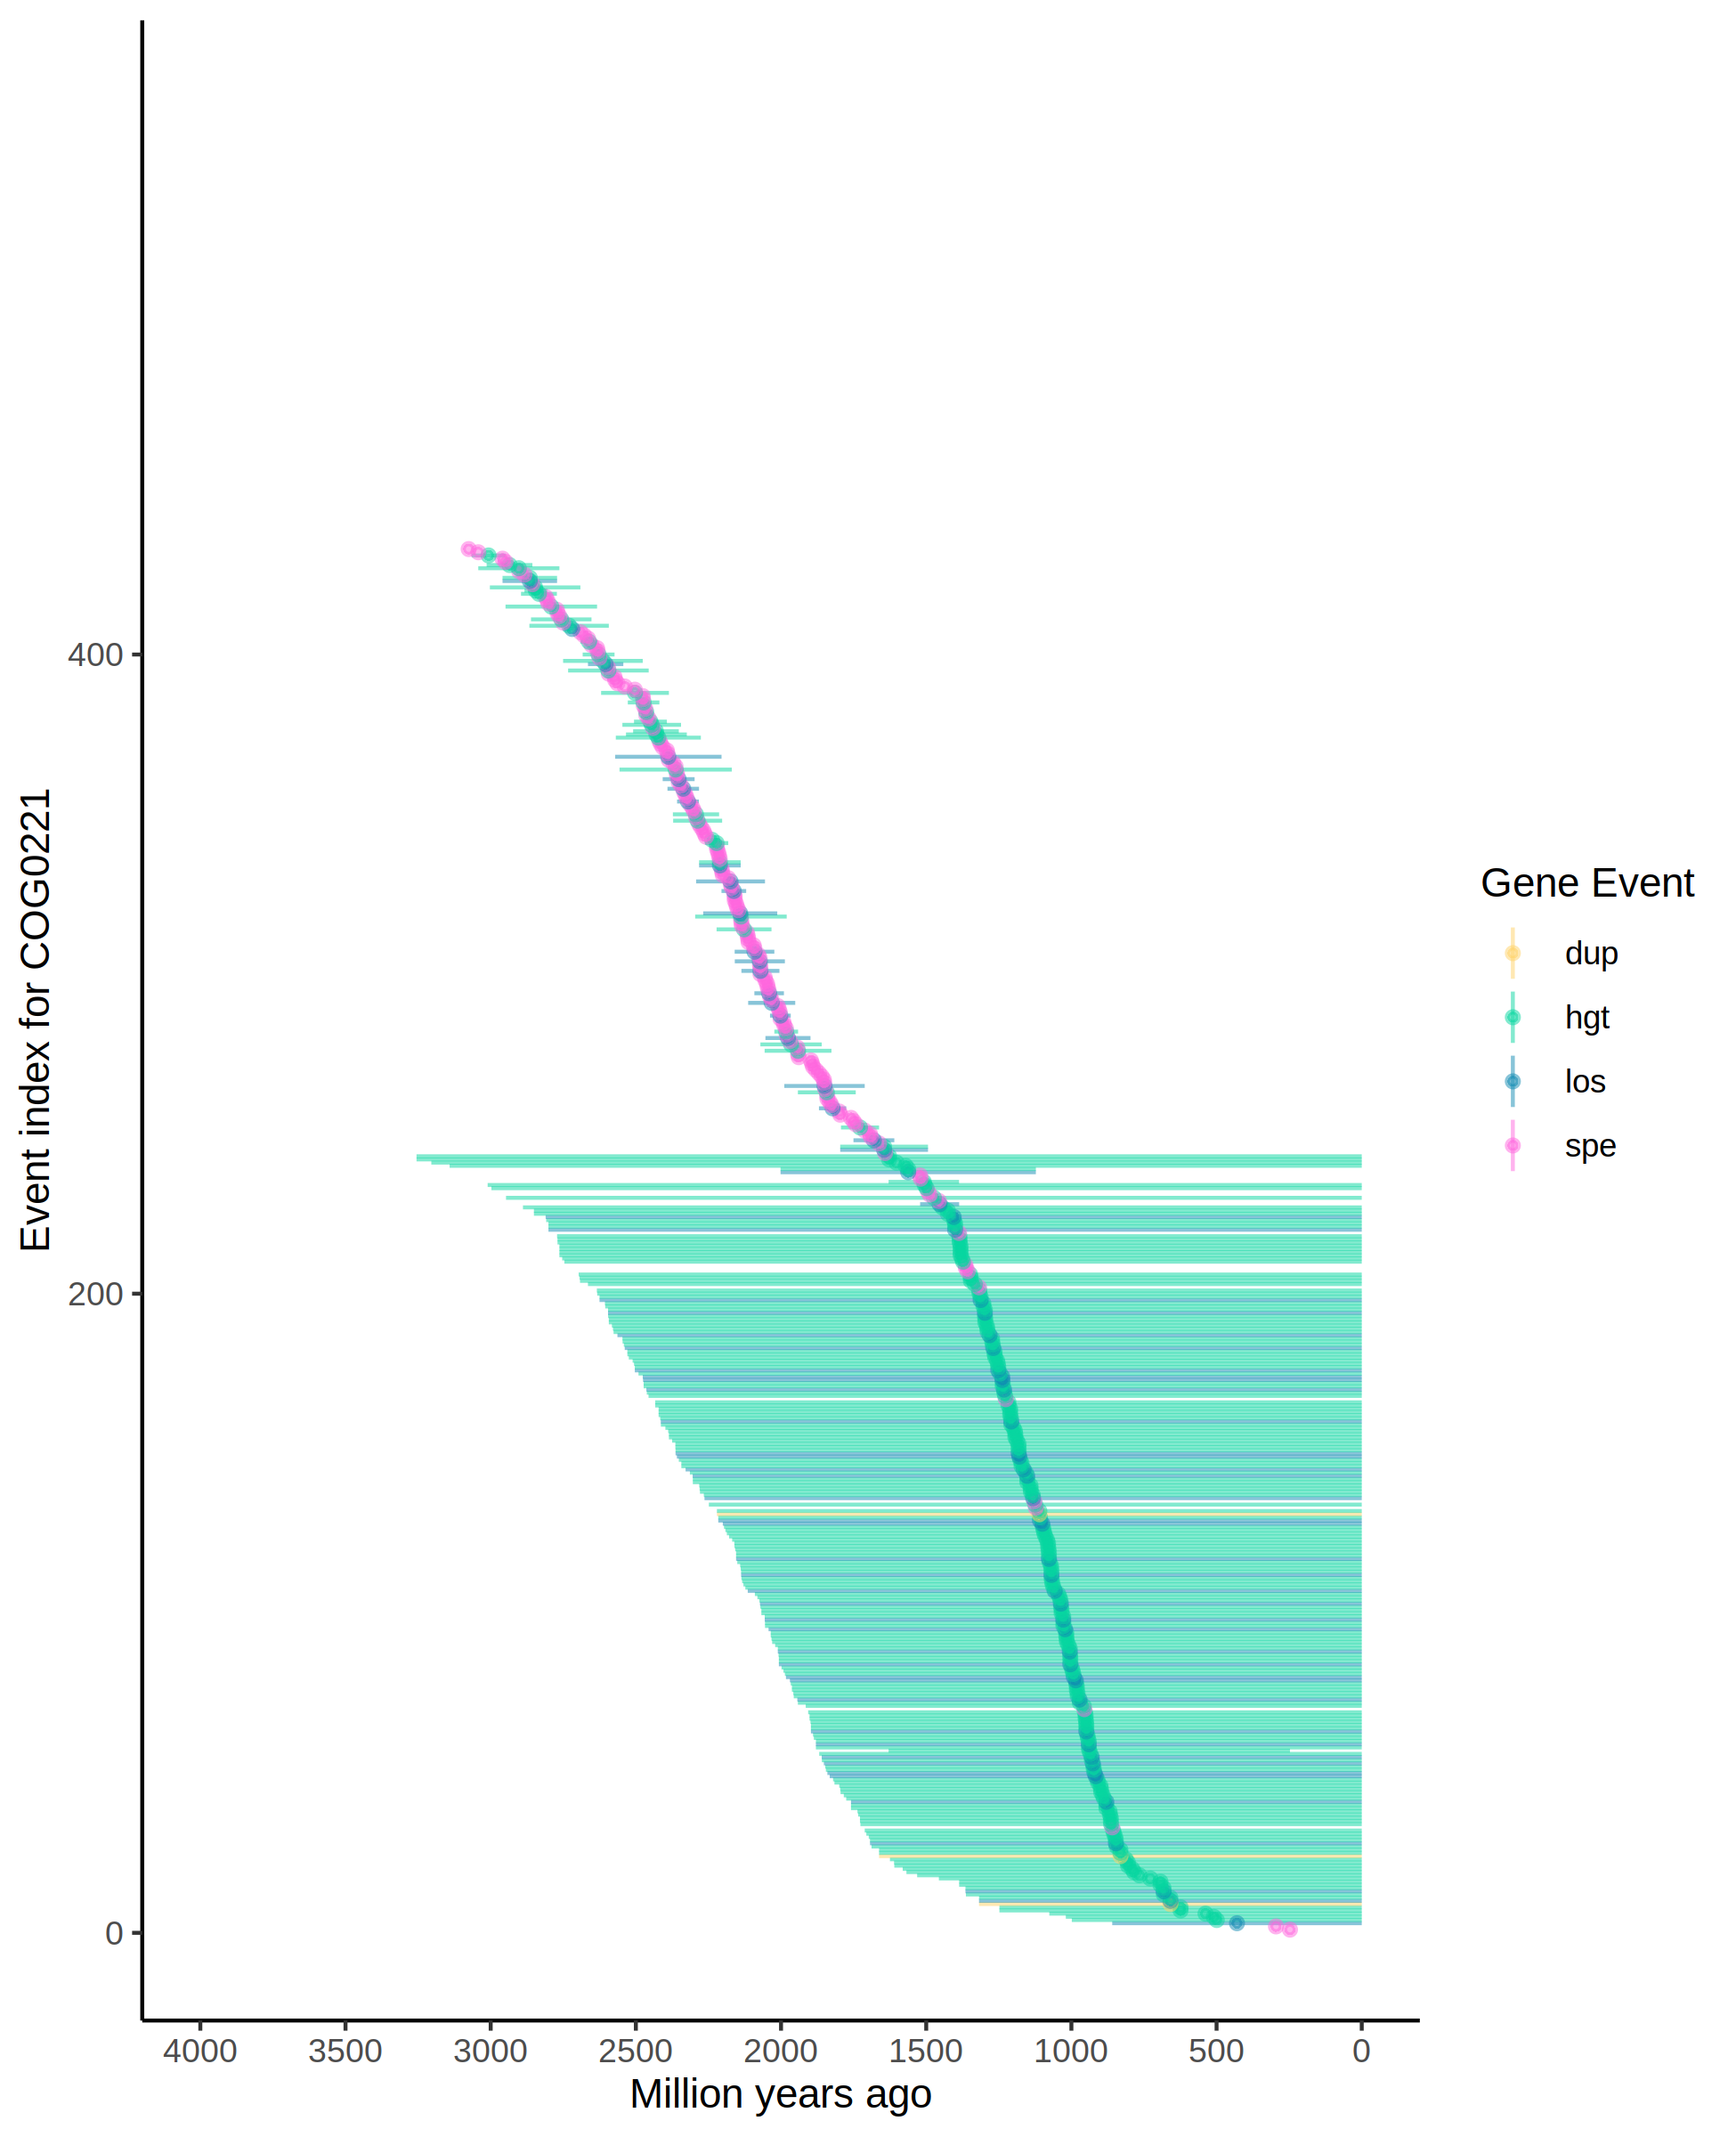 Event index for COG0221
400
200
0
4000 3500 3000 2500 2000 1500 1000 500 0
Million years ago
Gene Event
dup
hgt
los
spe